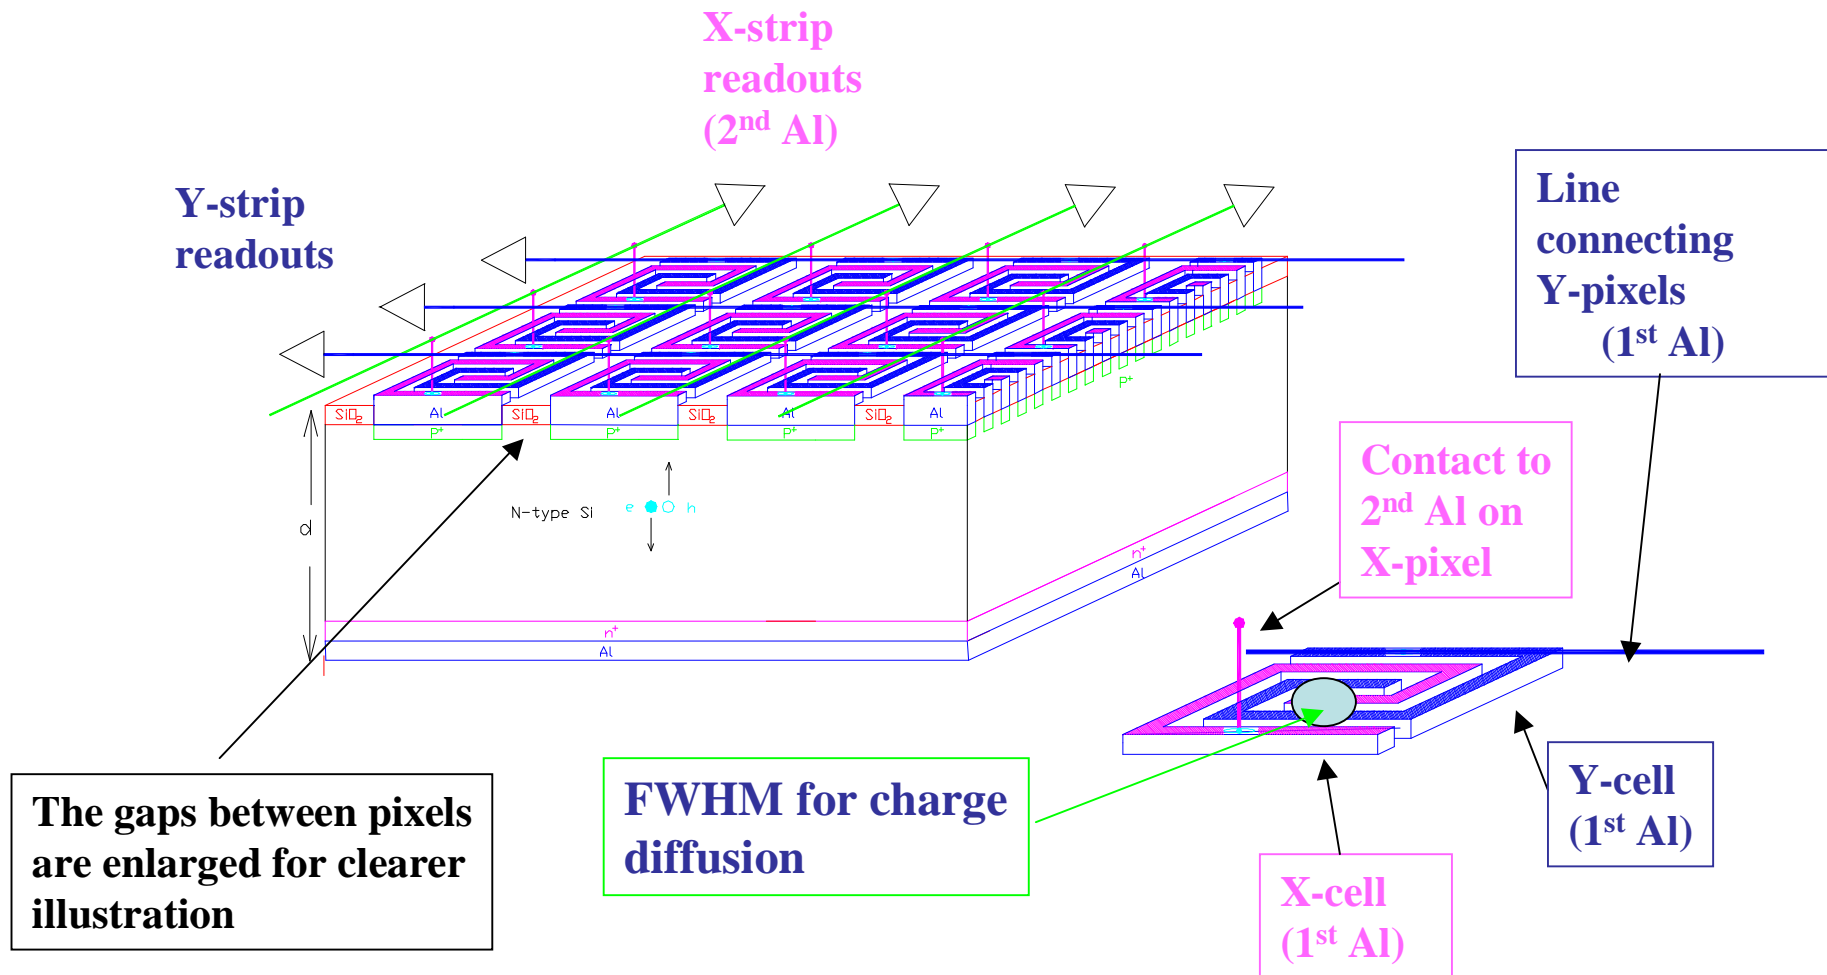 X-strip
readouts
(2nd Al)
Y-strip
readouts
Line
connecting
Y-pixels
(1st Al)
SiO2
Al
SiO2
Al
SiO2
Al
SiO2
Al
P+
P+
P+
P+
P+
d
N-type Si
e
h
n+
Al
n+
Al
Contact to
2nd Al on
X-pixel
The gaps between pixels
are enlarged for clearer
illustration
FWHM for charge
diffusion
Y-cell
(1st Al)
X-cell
(1st Al)